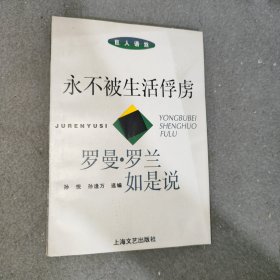 巨人语丝
永不被生活俘虏
JURENYUSI
YONGBUBEI
SHENGHUO
FULU
罗曼·罗兰
如是说
孙悦 孙逢万 选编
上海文艺出版社